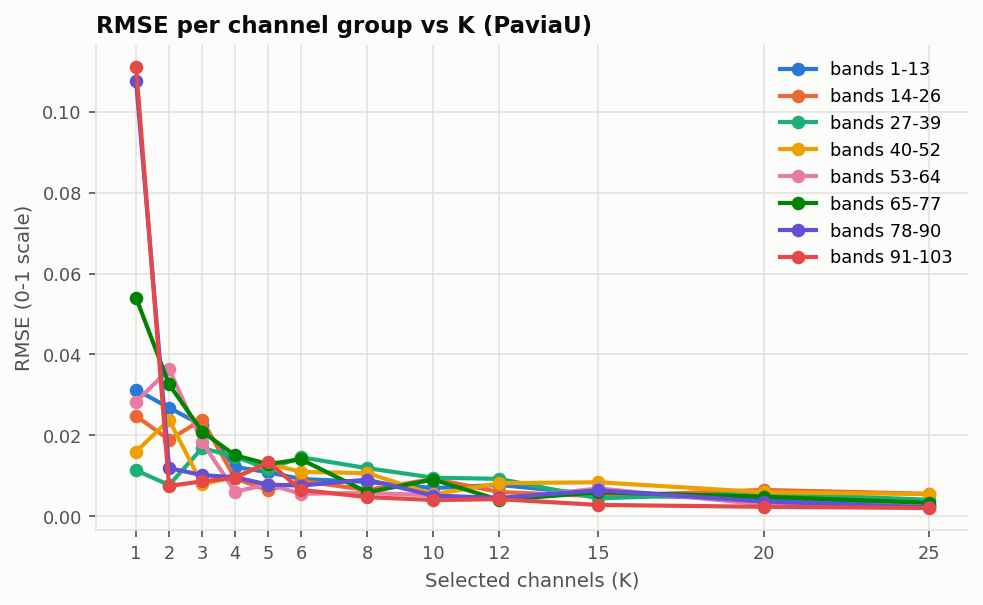 RMSE per channel group vs K (PaviaU)
RMSE (0-1 scale)
0.10
0.08
0.06
0.04
0.02
0.00
bands 1-13
bands 14-26
bands 27-39
bands 40-52
bands 53-64
bands 65-77
bands 78-90
bands 91-103
1 2 3 4 5 6 8 10 12 15 20 25
Selected channels (K)